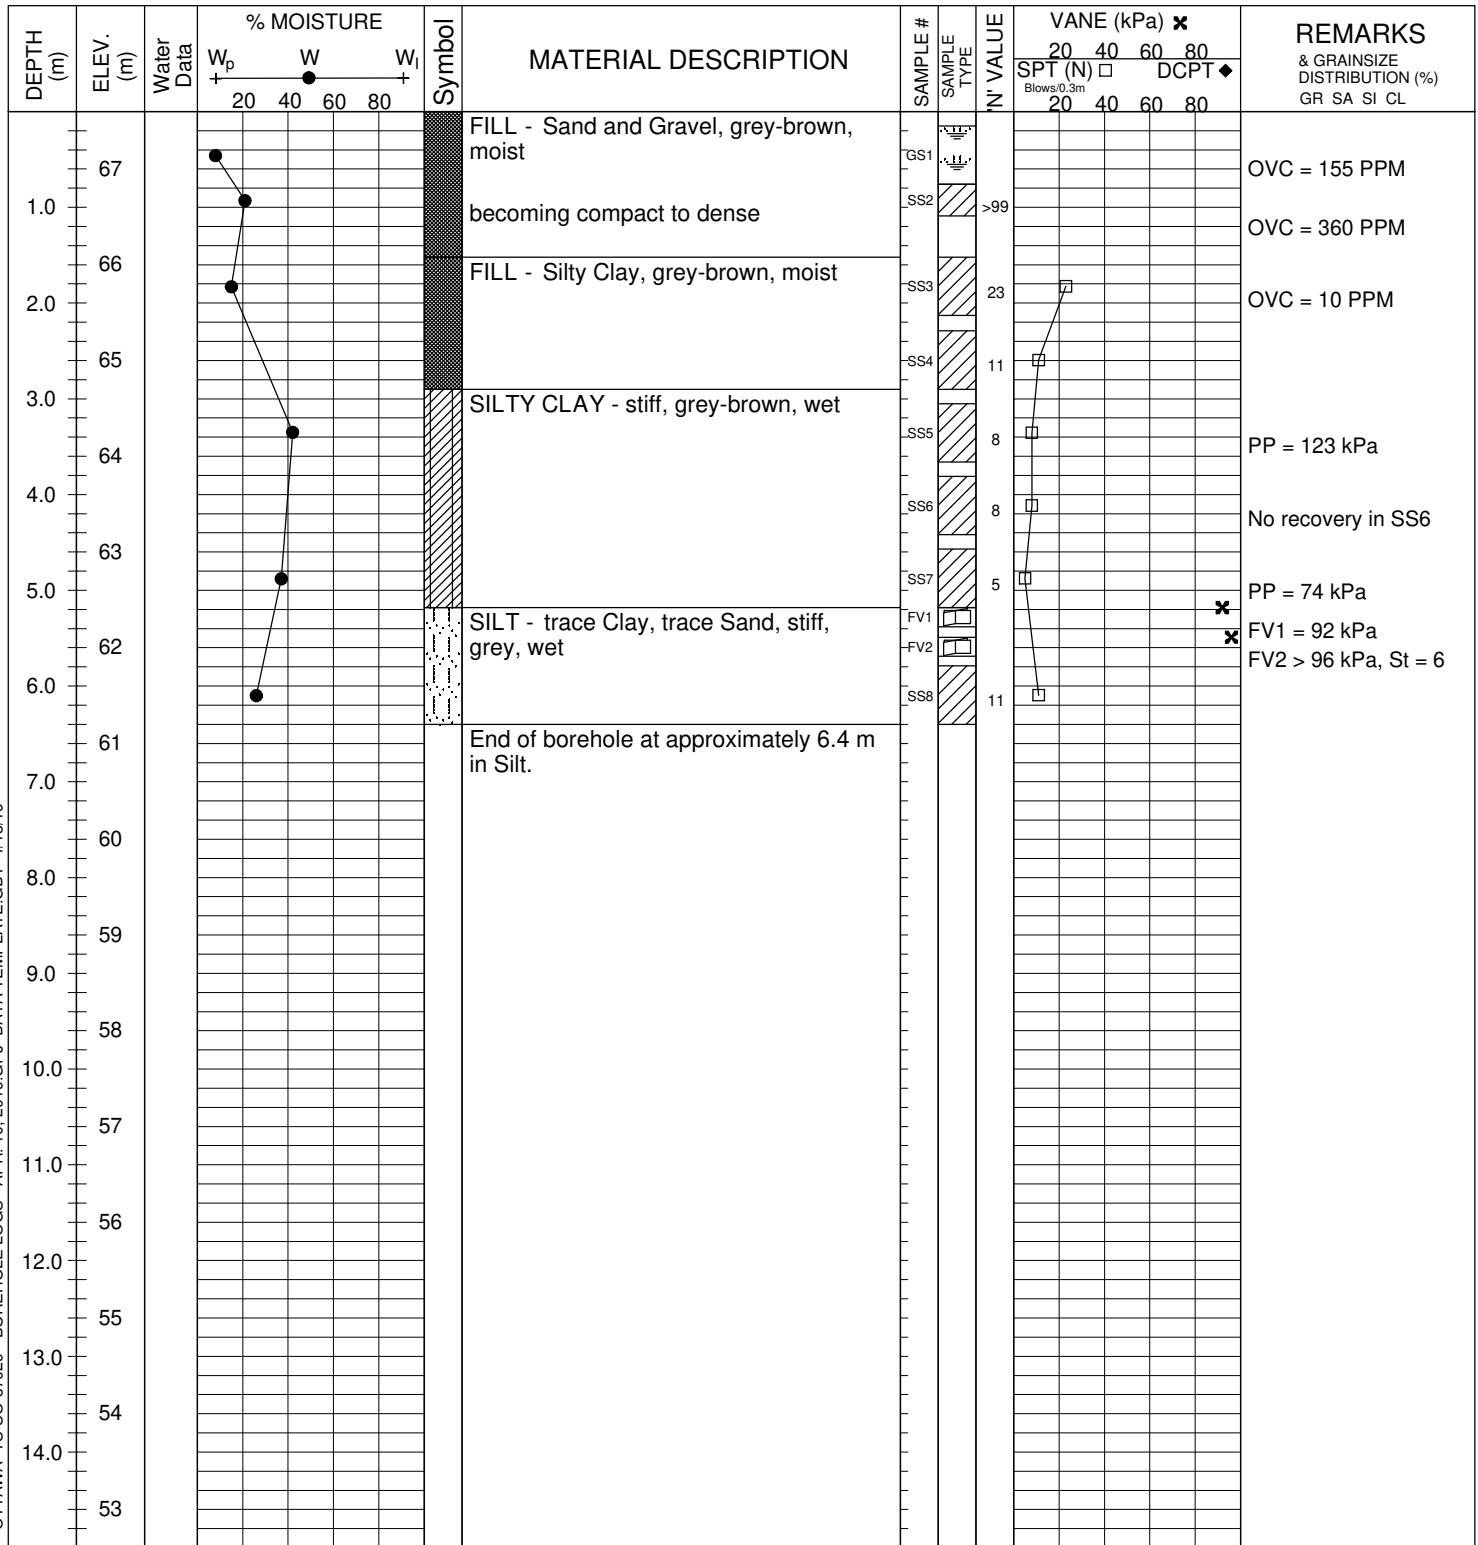 DEPTH (m)
ELEV. (m)
Water Data
% MOISTURE
Wp W Wl
20 40 60 80
Symbol
MATERIAL DESCRIPTION
SAMPLE #
SAMPLE TYPE
'N' VALUE
VANE (kPa)
20 40 60 80
SPT (N) DCPT
Blows/0.3m
20 40 60 80
REMARKS
& GRAINSIZE
DISTRIBUTION (%)
GR SA SI CL
FILL - Sand and Gravel, grey-brown,
moist
GS1
67
OVC = 155 PPM
SS2
1.0
>99
becoming compact to dense
OVC = 360 PPM
66
FILL - Silty Clay, grey-brown, moist
SS3
23
2.0
OVC = 10 PPM
65
SS4
11
3.0
SILTY CLAY - stiff, grey-brown, wet
SS5
8
PP = 123 kPa
64
4.0
SS6
8
No recovery in SS6
63
SS7
5
5.0
PP = 74 kPa
SILT - trace Clay, trace Sand, stiff,
grey, wet
FV1
FV1 = 92 kPa
62
FV2
FV2 > 96 kPa, St = 6
6.0
SS8
11
End of borehole at approximately 6.4 m
in Silt.
61
7.0
60
8.0
59
9.0
58
10.0
57
11.0
56
12.0
55
13.0
54
14.0
53